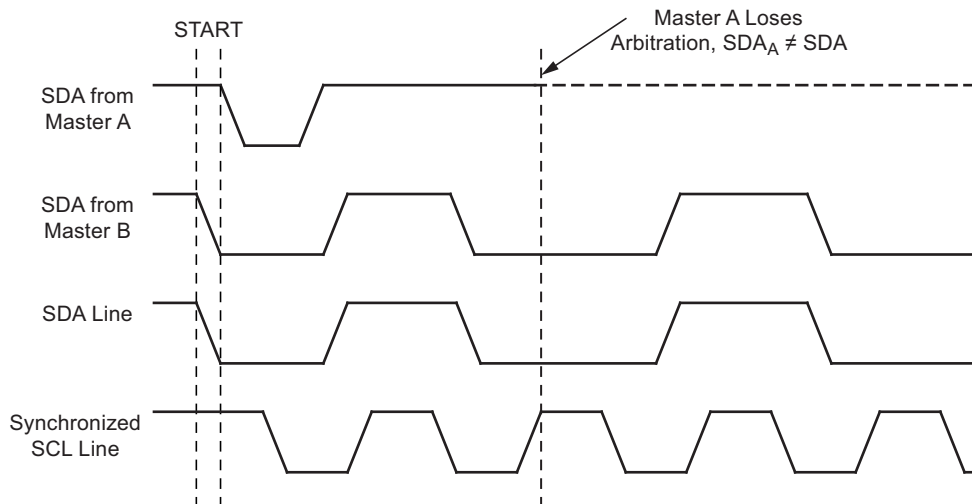 START
Master A Loses
Arbitration, SDA_A ≠ SDA
SDA from
Master A
SDA from
Master B
SDA Line
Synchronized
SCL Line